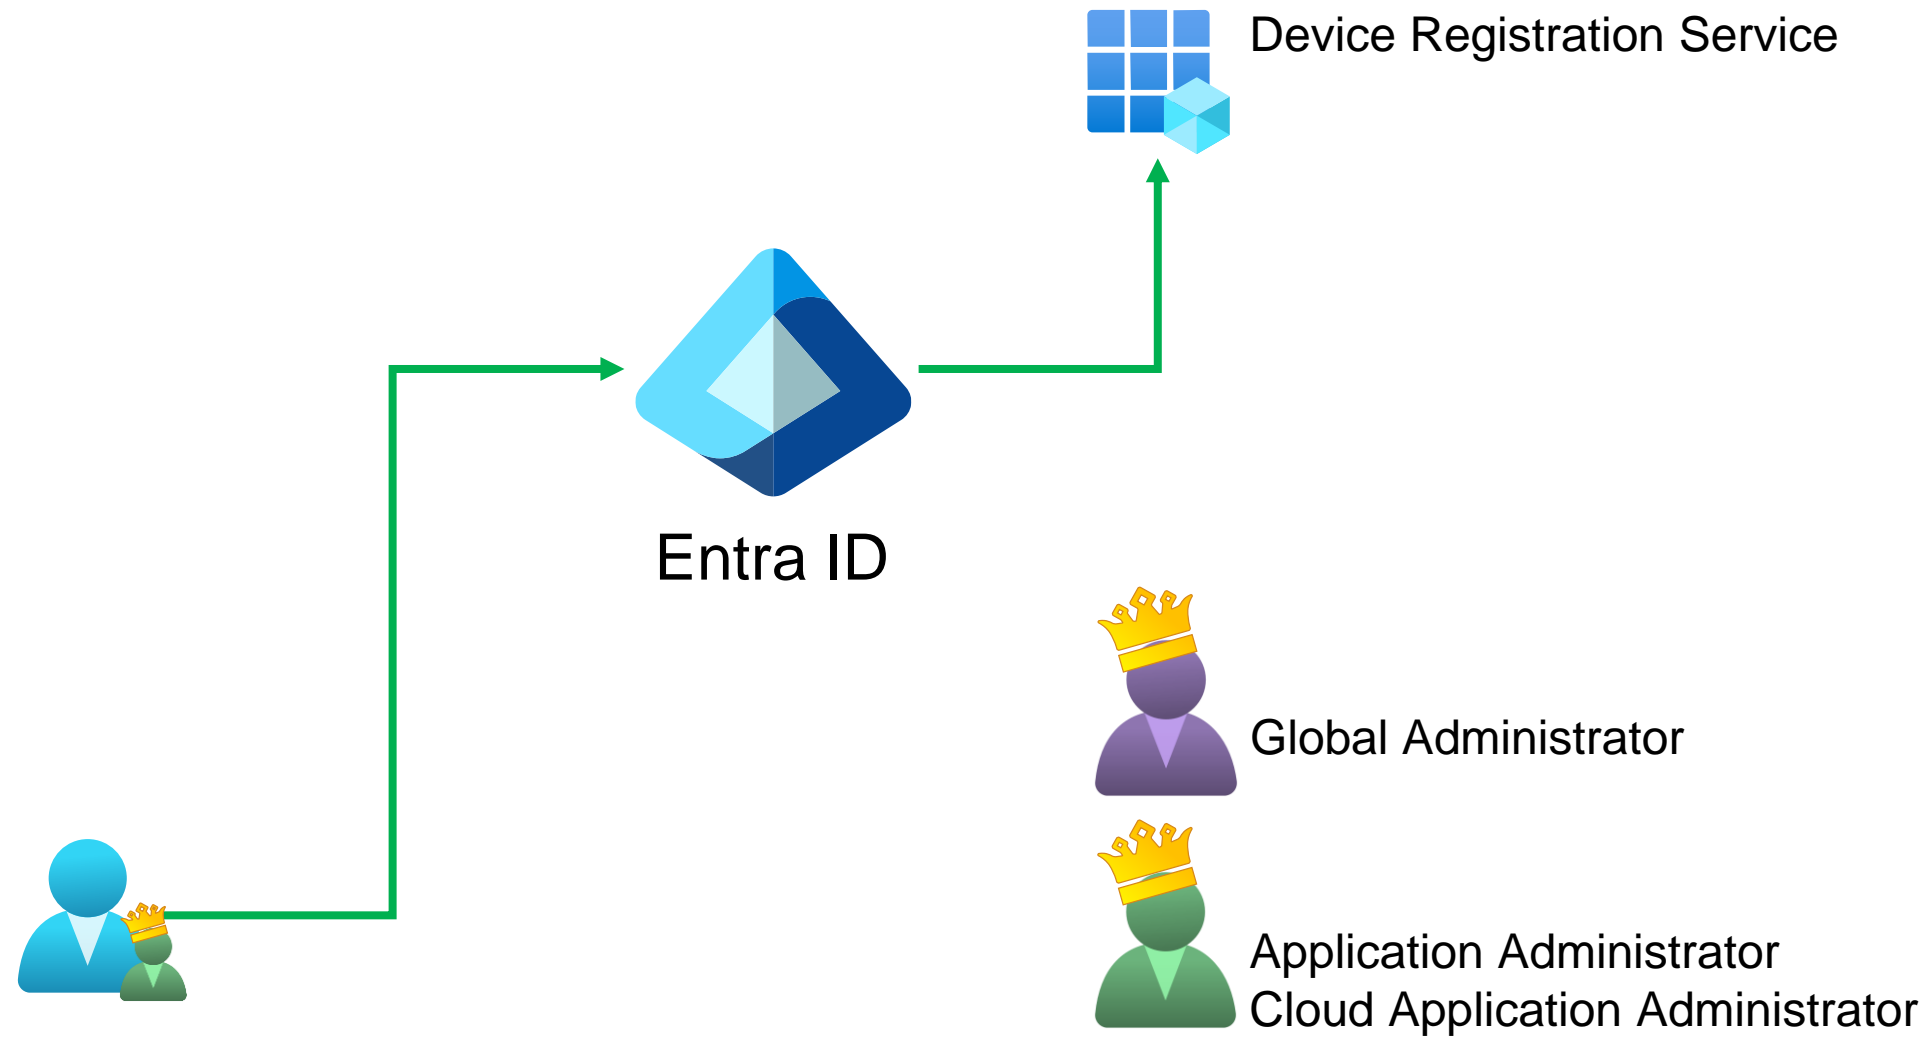 Device Registration Service
Entra ID
Global Administrator
Application Administrator
Cloud Application Administrator